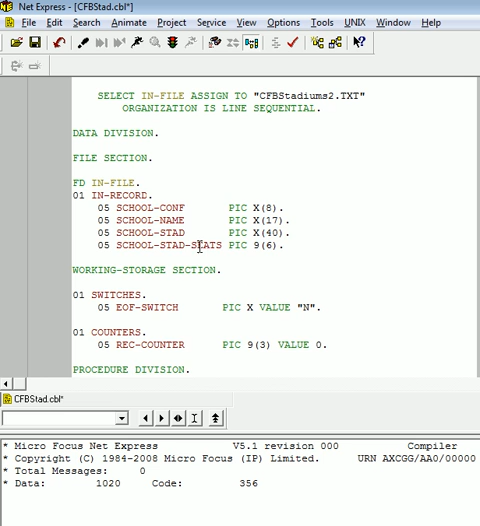 Net Express - [CFBStad.cbl*]
File Edit Search Animate Project Service View Options Tools UNIX Window Help
SELECT IN-FILE ASSIGN TO "CFBStadiums2.TXT"
ORGANIZATION IS LINE SEQUENTIAL.
DATA DIVISION.
FILE SECTION.
FD IN-FILE.
01 IN-RECORD.
05 SCHOOL-CONF PIC X(8).
05 SCHOOL-NAME PIC X(17).
05 SCHOOL-STAD PIC X(40).
05 SCHOOL-STAD-SEATS PIC 9(6).
WORKING-STORAGE SECTION.
01 SWITCHES.
05 EOF-SWITCH PIC X VALUE "N".
01 COUNTERS.
05 REC-COUNTER PIC 9(3) VALUE 0.
PROCEDURE DIVISION.
CFBStad.cbl*
* Micro Focus Net Express V5.1 revision 000 Compiler
* Copyright (C) 1984-2008 Micro Focus (IP) Limited. URN AXCGG/AA0/00000
* Total Messages: 0
* Data: 1020 Code: 356